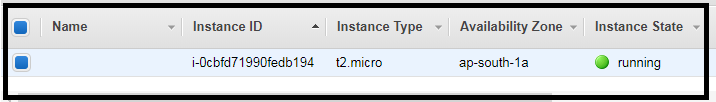 Name Instance ID Instance Type Availability Zone Instance State
i-0cbfd71990fedb194 t2.micro ap-south-1a running